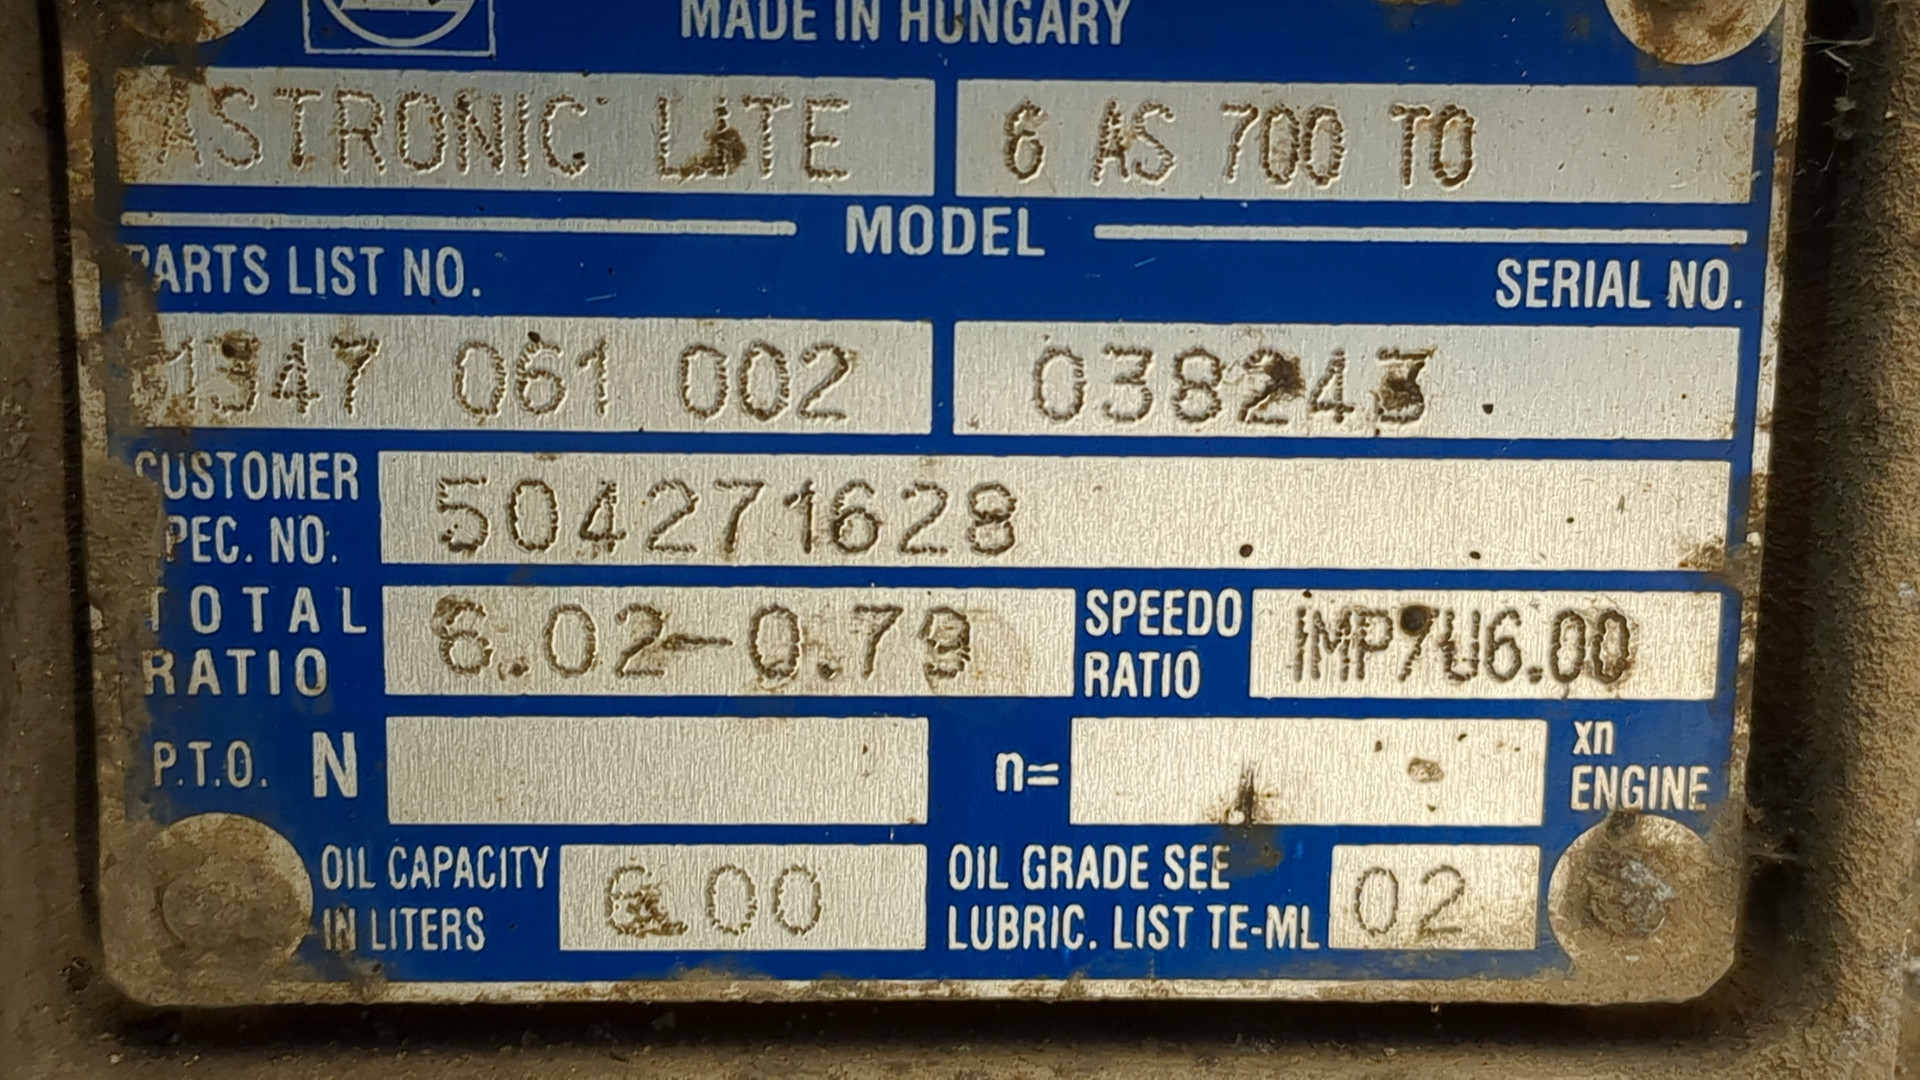 MADE IN HUNGARY
ASTRONIC LITE 6 AS 700 TO
MODEL
PARTS LIST NO. SERIAL NO.
1347 061 002 038243
CUSTOMER
SPEC. NO. 504271628
TOTAL
RATIO 6.02-0.79 SPEEDO
RATIO IMP7U6.00
P.T.O. N n= xn
ENGINE
OIL CAPACITY
IN LITERS 6.00 OIL GRADE SEE
LUBRIC. LIST TE-ML 02